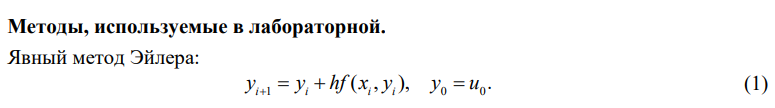 Методы, используемые в лабораторной.
Явный метод Эйлера:
y_{i+1} = y_i + hf(x_i, y_i), y_0 = u_0. (1)